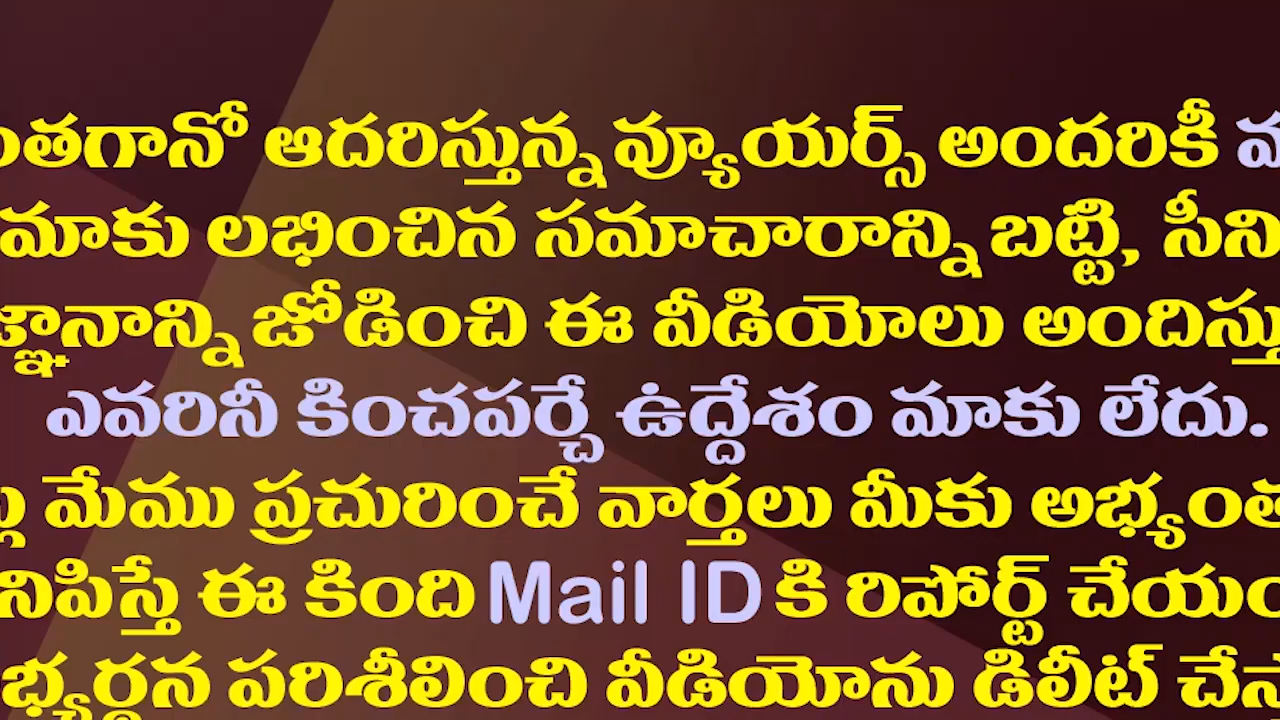 ఆదరిస్తున్న వ్యూయర్స్ అందరికీ
మాకు లభించిన సమాచారాన్ని బట్టి,
జోడించి ఈ వీడియోలు
ఎవరినీ కించపర్చే ఉద్దేశం మాకు లేదు.
మేము ప్రచురించే వార్తలు మీకు
ఈ కింది Mail ID కి రిపోర్ట్
పరిశీలించి వీడియోను డిలీట్